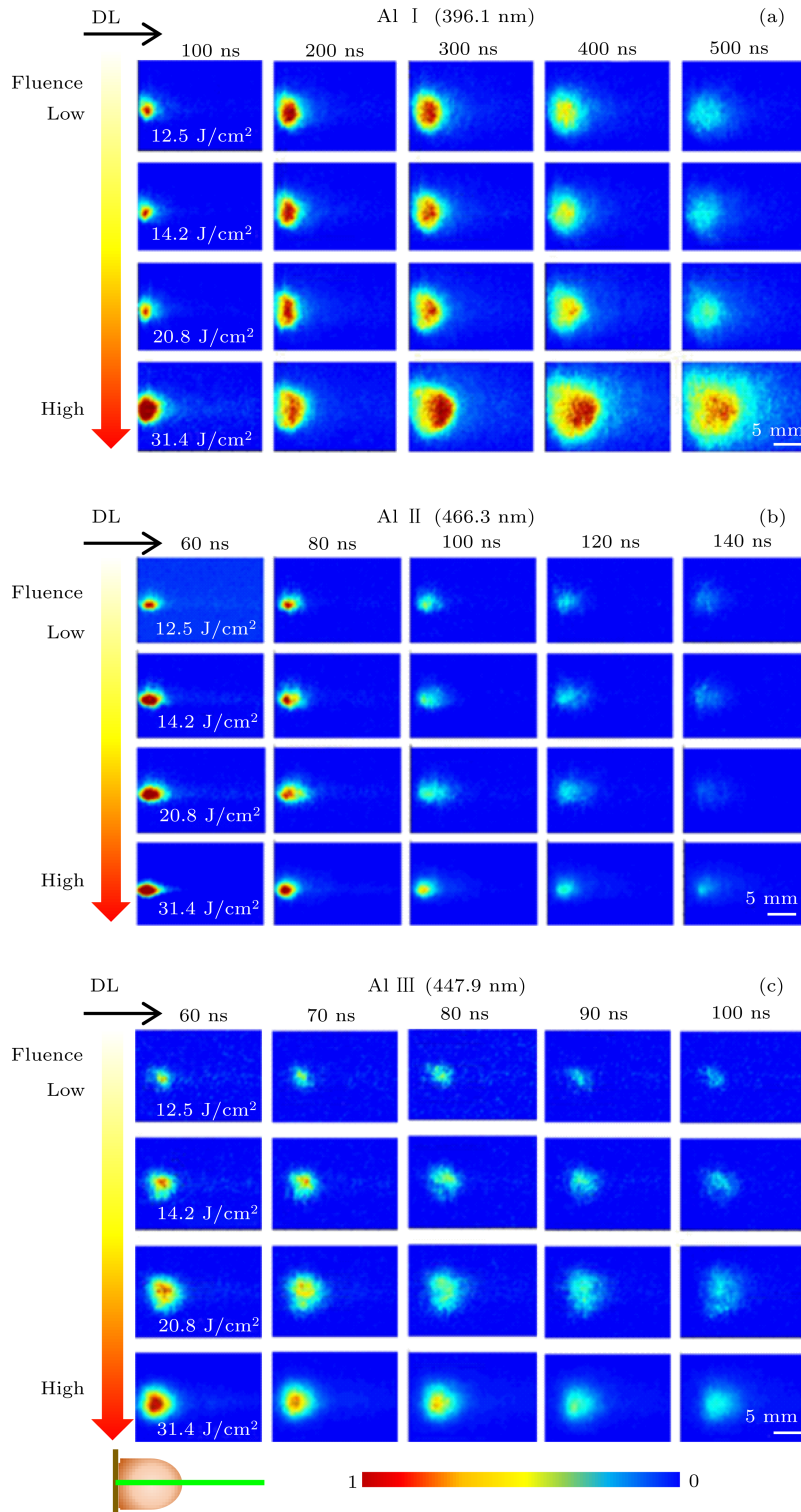 DL Al I (396.1 nm) (a)
100 ns 200 ns 300 ns 400 ns 500 ns
Fluence
Low
12.5 J/cm²
14.2 J/cm²
20.8 J/cm²
High
31.4 J/cm²
5 mm
DL Al II (466.3 nm) (b)
60 ns 80 ns 100 ns 120 ns 140 ns
Fluence
Low
12.5 J/cm²
14.2 J/cm²
20.8 J/cm²
High
31.4 J/cm²
5 mm
DL Al III (447.9 nm) (c)
60 ns 70 ns 80 ns 90 ns 100 ns
Fluence
Low
12.5 J/cm²
14.2 J/cm²
20.8 J/cm²
High
31.4 J/cm²
5 mm
1 0